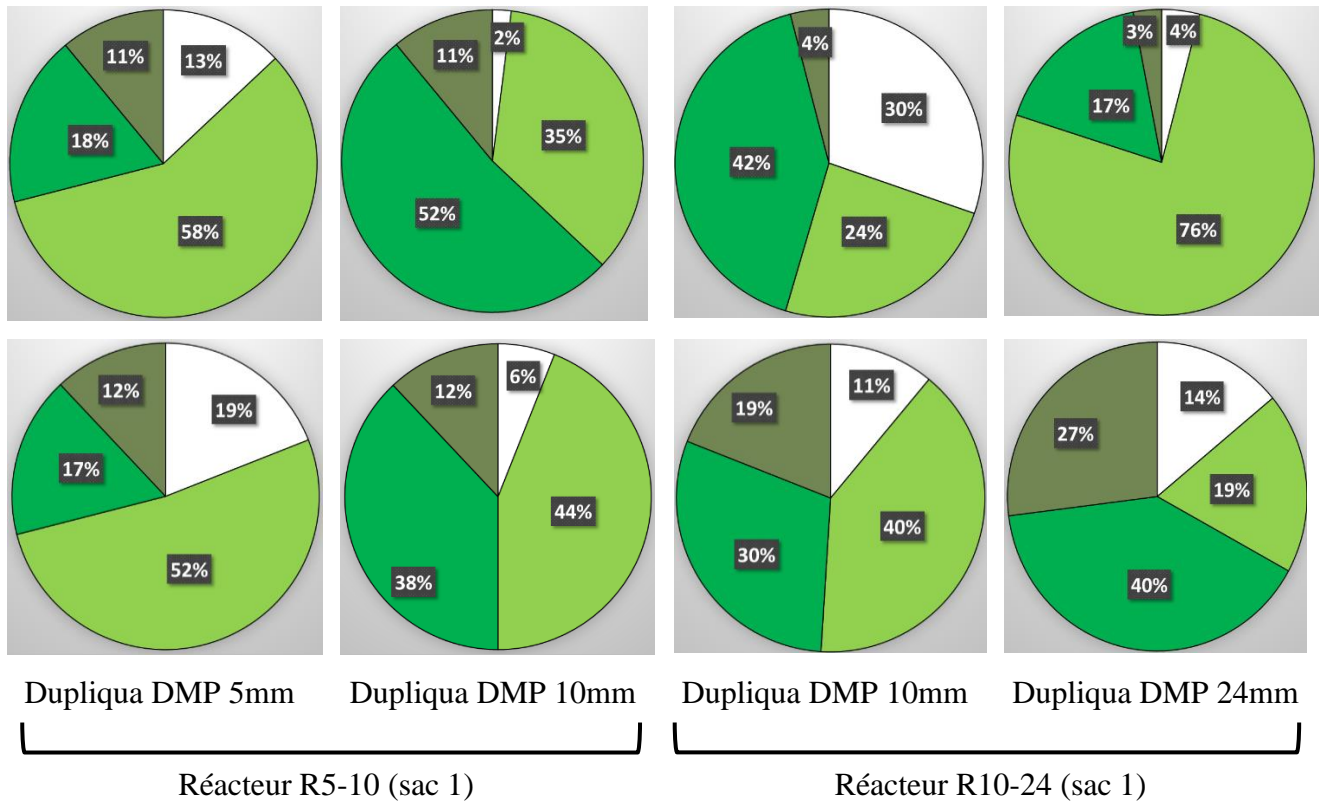 11% 13% 11% 2% 4% 30% 3% 4%
18% 58% 52% 35% 42% 24% 17% 76%
12% 19% 12% 6% 19% 11% 27% 14%
17% 52% 38% 44% 30% 40% 40% 19%
Dupliqua DMP 5mm Dupliqua DMP 10mm Dupliqua DMP 10mm Dupliqua DMP 24mm
Réacteur R5-10 (sac 1) Réacteur R10-24 (sac 1)